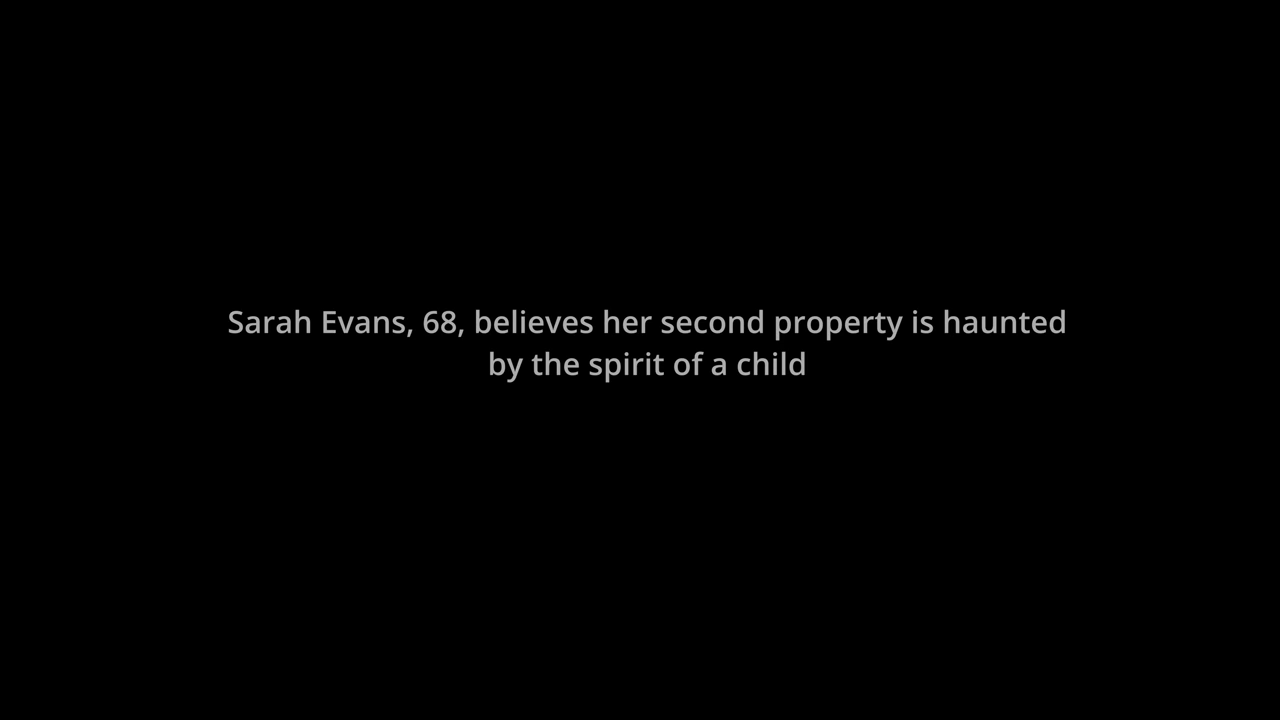 Sarah Evans, 68, believes her second property is haunted
by the spirit of a child